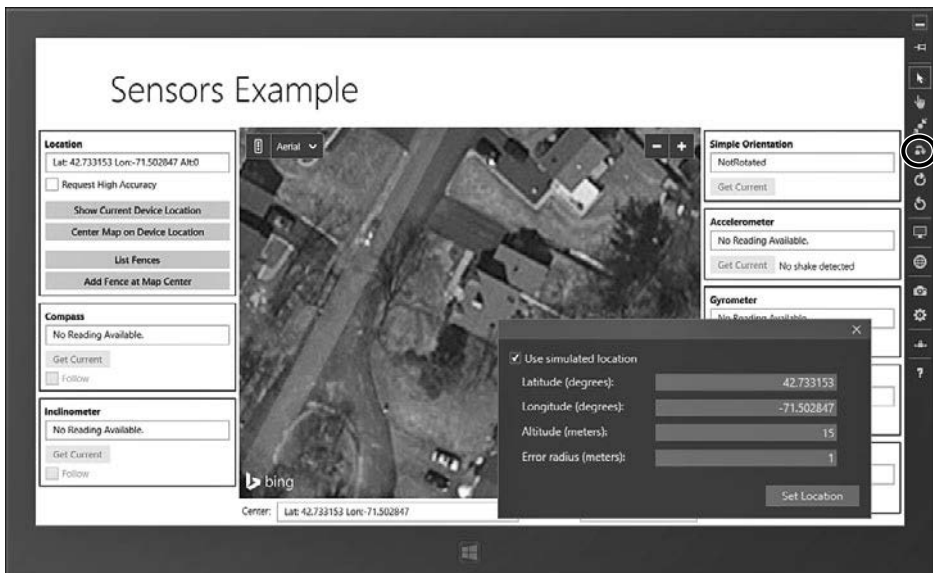 Sensors Example
Location
Lat: 42.733153 Lon:-71.502847 Alt:0
Request High Accuracy
Show Current Device Location
Center Map on Device Location
List Fences
Add Fence at Map Center
Compass
No Reading Available.
Get Current
Follow
Inclinometer
No Reading Available.
Get Current
Follow
Aerial
- +
bing
Center: Lat: 42.733153 Lon:-71.502847
Simple Orientation
NotRotated
Get Current
Accelerometer
No Reading Available.
Get Current No shake detected
Gyrometer
No Reading Available.
Use simulated location
Latitude (degrees): 42.733153
Longitude (degrees): -71.502847
Altitude (meters): 15
Error radius (meters): 1
Set Location
?